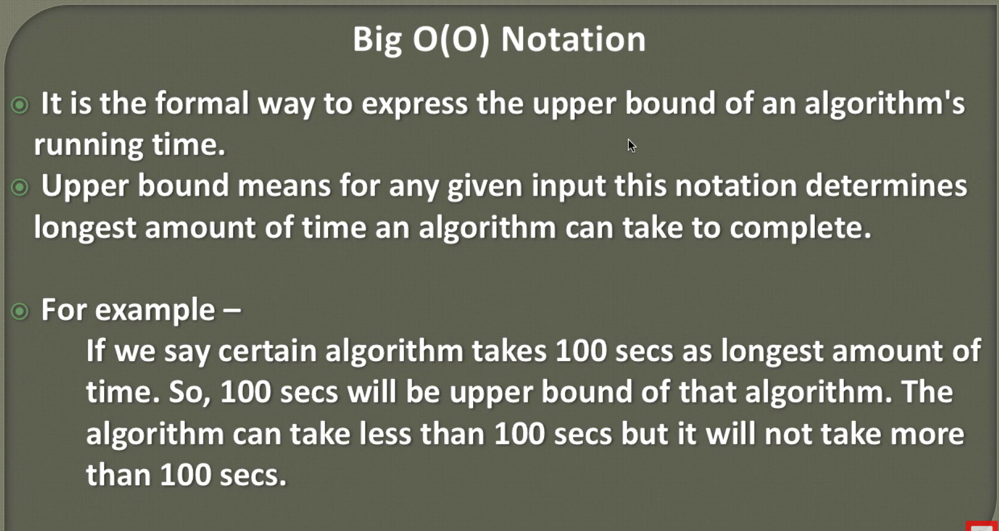 Big O(O) Notation
It is the formal way to express the upper bound of an algorithm's
running time.
Upper bound means for any given input this notation determines
longest amount of time an algorithm can take to complete.
For example –
If we say certain algorithm takes 100 secs as longest amount of
time. So, 100 secs will be upper bound of that algorithm. The
algorithm can take less than 100 secs but it will not take more
than 100 secs.